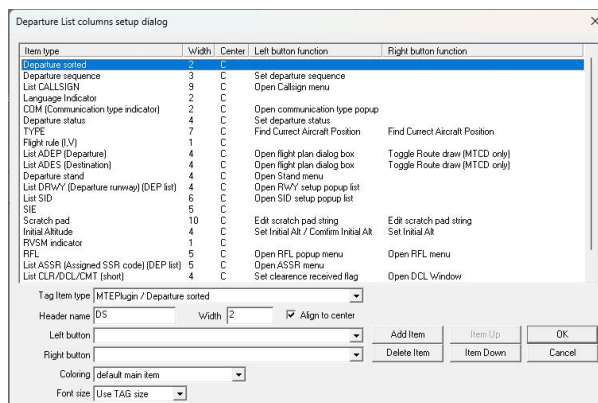 Departure List columns setup dialog
Item type Width Center Left button function Right button function
Departure sorted 2 C
Departure sequence 3 C Set departure sequence
List CALLSIGN 9 C Open Callsign menu
Language Indicator 2 C
COM (Communication type indicator) 2 C Open communication type popup
Departure status 4 C Set departure status
TYPE 7 C Find Currect Aircraft Position Find Currect Aircraft Position
Flight rule (I,V) 1 C
List ADEP (Departure) 4 C Open flight plan dialog box Toggle Route draw (MTCD only)
List ADES (Destination) 4 C Open flight plan dialog box Toggle Route draw (MTCD only)
Departure stand 4 C Open Stand menu
List DRWY (Departure runway) (DEP list) 4 C Open RWY setup popup list
List SID 6 C Open SID setup popup list
SIE 5 C
Scratch pad 10 C Edit scratch pad string Edit scratch pad string
Initial Altitude 4 C Set Initial Alt / Comfirm Initial Alt Set Initial Alt
RVSM indicator 1 C
RFL 5 C Open RFL popup menu Open RFL menu
List ASSR (Assigned SSR code) (DEP list) 5 C Open ASSR menu
List CLR/DCL/CMT (short) 4 C Set clearence received flag Open DCL Window
Tag Item type MTEPlugin / Departure sorted
Header name DS Width 2 Align to center
Left button Add Item Item Up OK
Right button Delete Item Item Down Cancel
Coloring default main item
Font size Use TAG size